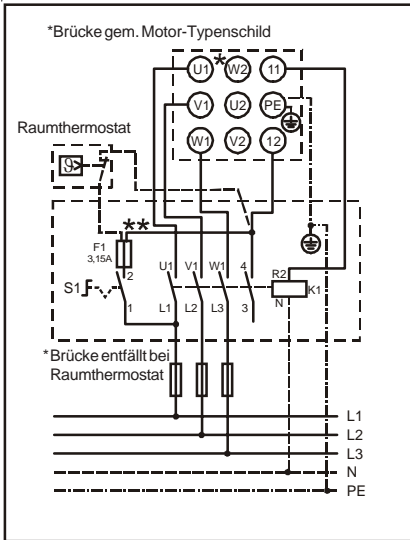 *Brücke gem. Motor-Typenschild
U1 * W2 11
V1 U2 PE
W1 V2 12
Raumthermostat
ϑ
**
F1
3,15A
2
U1 V1 W1 4
R2
S1
K1
N
1 L1 L2 L3 3
*Brücke entfällt bei
Raumthermostat
L1
L2
L3
N
PE